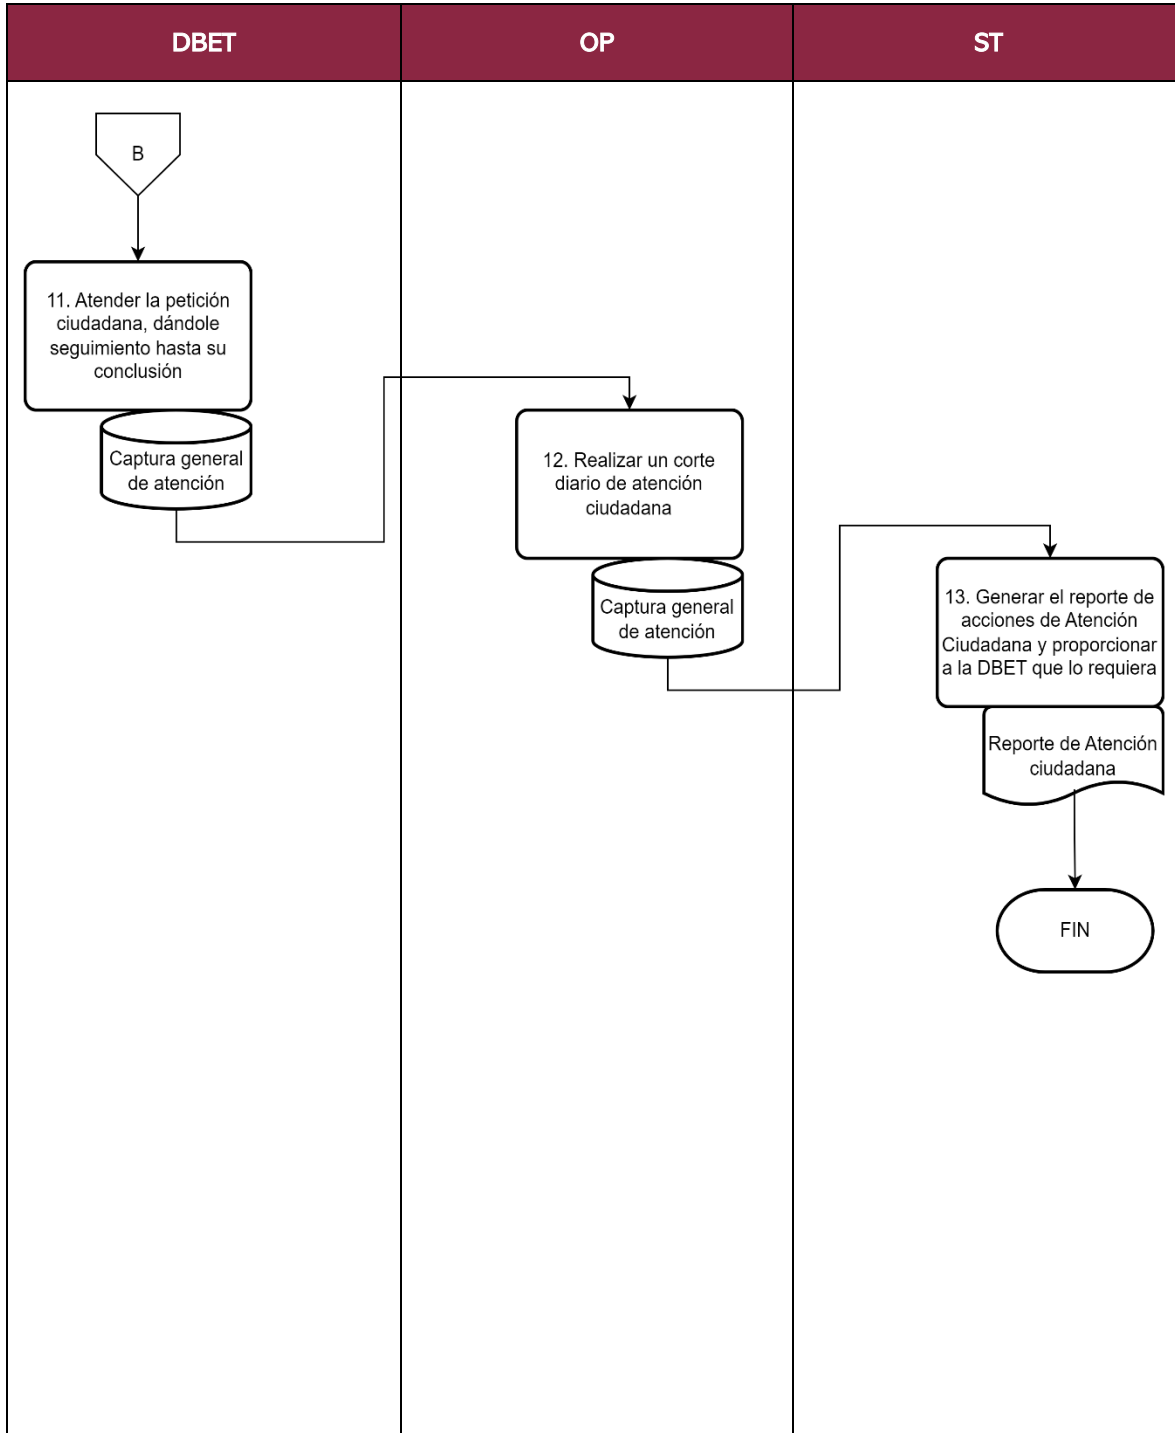 DBET
OP
ST
B
11. Atender la petición
ciudadana, dándole
seguimiento hasta su
conclusión
Captura general
de atención
12. Realizar un corte
diario de atención
ciudadana
Captura general
de atención
13. Generar el reporte de
acciones de Atención
Ciudadana y proporcionar
a la DBET que lo requiera
Reporte de Atención
ciudadana
FIN